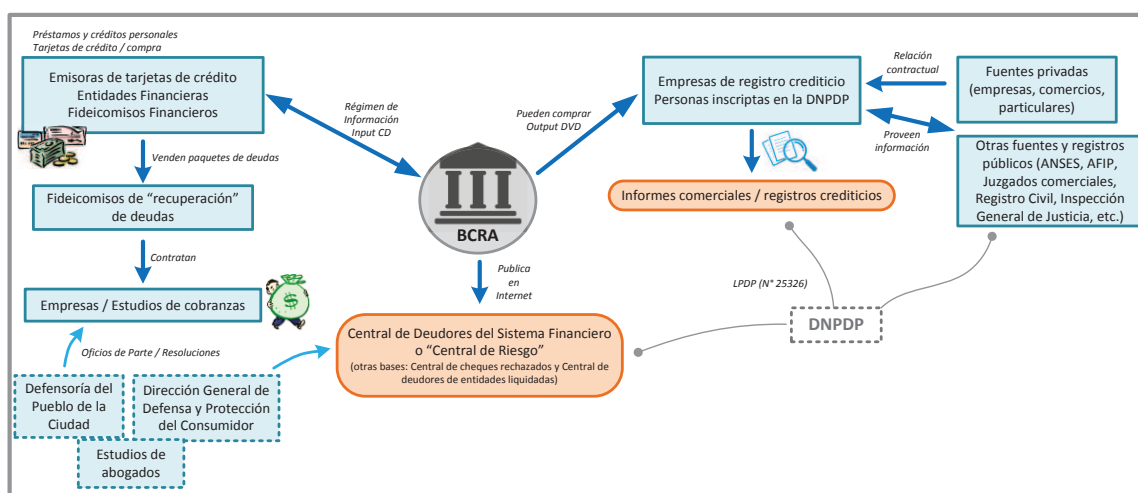 Préstamos y créditos personales
Tarjetas de crédito / compra
Emisoras de tarjetas de crédito
Entidades Financieras
Fideicomisos Financieros
Venden paquetes de deudas
Fideicomisos de “recuperación”
de deudas
Contratan
Empresas / Estudios de cobranzas
$
Oficios de Parte / Resoluciones
Defensoría del
Pueblo de la
Ciudad
Dirección General de
Defensa y Protección
del Consumidor
Estudios de
abogados
Régimen de
Información
Input CD
BCRA
Publica
en
Internet
Central de Deudores del Sistema Financiero
o “Central de Riesgo”
(otras bases: Central de cheques rechazados y Central de
deudores de entidades liquidadas)
Pueden comprar
Output DVD
Empresas de registro crediticio
Personas inscriptas en la DNPDP
Informes comerciales / registros crediticios
Relación
contractual
Fuentes privadas
(empresas, comercios,
particulares)
Proveen
información
Otras fuentes y registros
públicos (ANSES, AFIP,
Juzgados comerciales,
Registro Civil, Inspección
General de Justicia, etc.)
LPDP (N° 25326)
DNPDP